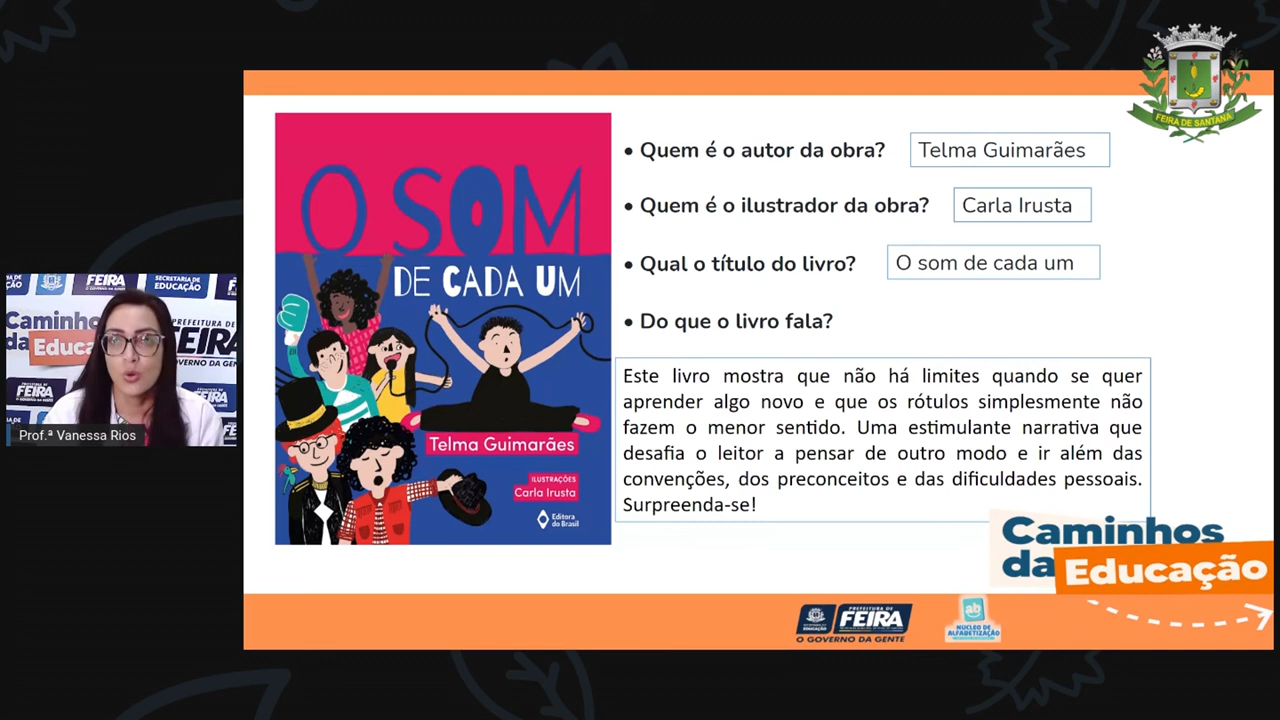 FEIRA DE SANTANA
O SOM
DE CADA UM
Telma Guimarães
ILUSTRAÇÕES
Carla Irusta
Editora
do Brasil
• Quem é o autor da obra? Telma Guimarães
• Quem é o ilustrador da obra? Carla Irusta
• Qual o título do livro? O som de cada um
• Do que o livro fala?
Este livro mostra que não há limites quando se quer
aprender algo novo e que os rótulos simplesmente não
fazem o menor sentido. Uma estimulante narrativa que
desafia o leitor a pensar de outro modo e ir além das
convenções, dos preconceitos e das dificuldades pessoais.
Surpreenda-se!
Caminhos
da Educação
PREFEITURA DE
FEIRA
O GOVERNO DA GENTE
NÚCLEO DE
ALFABETIZAÇÃO
FEIRA
SECRETARIA DE
EDUCAÇÃO
Caminhos
da Educa
PREFEITURA DE
FEIRA
GOVERNO DA GENTE
FEIRA
Prof.ª Vanessa Rios